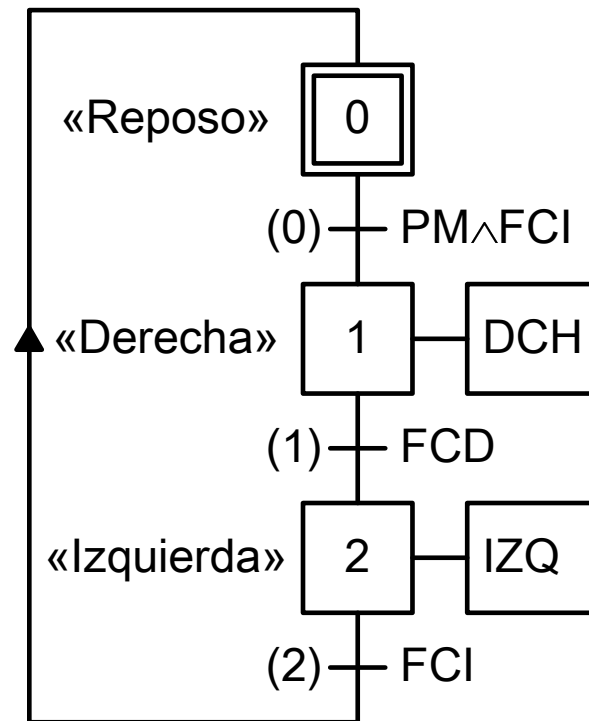 «Reposo» 0
(0) PM∧FCI
«Derecha» 1 DCH
(1) FCD
«Izquierda» 2 IZQ
(2) FCI